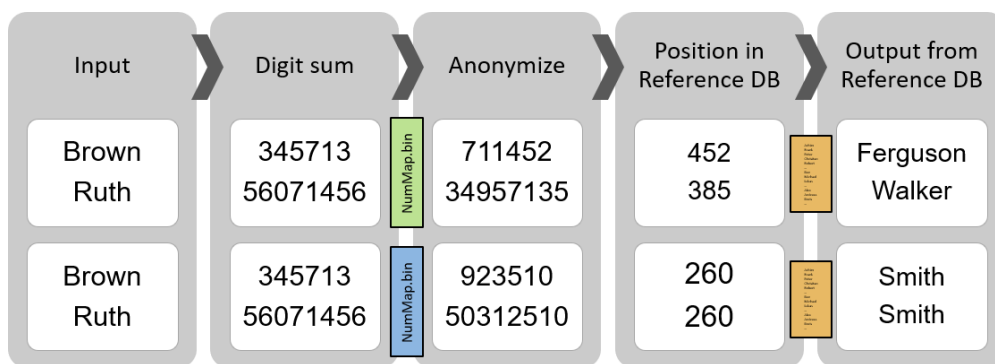 Input
Digit sum
Anonymize
Position in
Reference DB
Output from
Reference DB
Brown
Ruth
345713
56071456
NumMap.bin
711452
34957135
452
385
Ferguson
Walker
Brown
Ruth
345713
56071456
NumMap.bin
923510
50312510
260
260
Smith
Smith